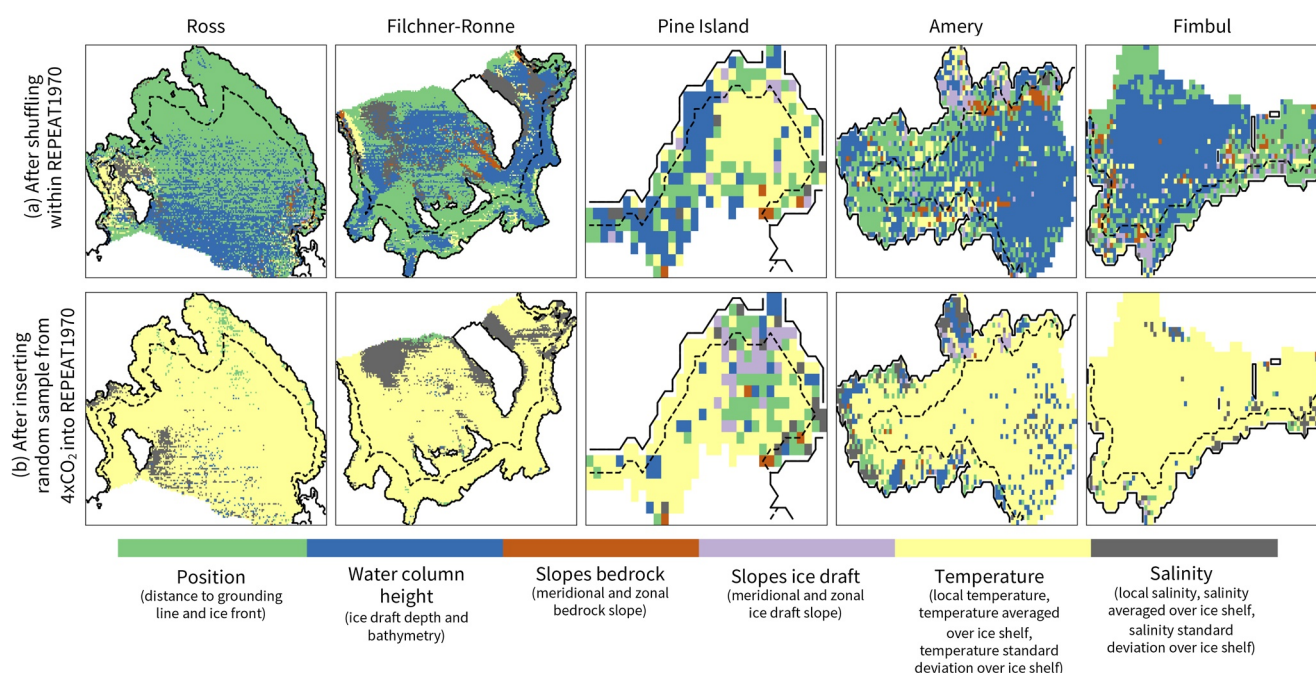 Ross
Filchner-Ronne
Pine Island
Amery
Fimbul
(a) After shuffling
within REPEAT1970
(b) After inserting
random sample from
4xCO₂ into REPEAT1970
Position
(distance to grounding
line and ice front)
Water column
height
(ice draft depth and
bathymetry)
Slopes bedrock
(meridional and zonal
bedrock slope)
Slopes ice draft
(meridional and zonal
ice draft slope)
Temperature
(local temperature,
temperature averaged
over ice shelf,
temperature standard
deviation over ice shelf)
Salinity
(local salinity, salinity
averaged over ice shelf,
salinity standard
deviation over ice shelf)